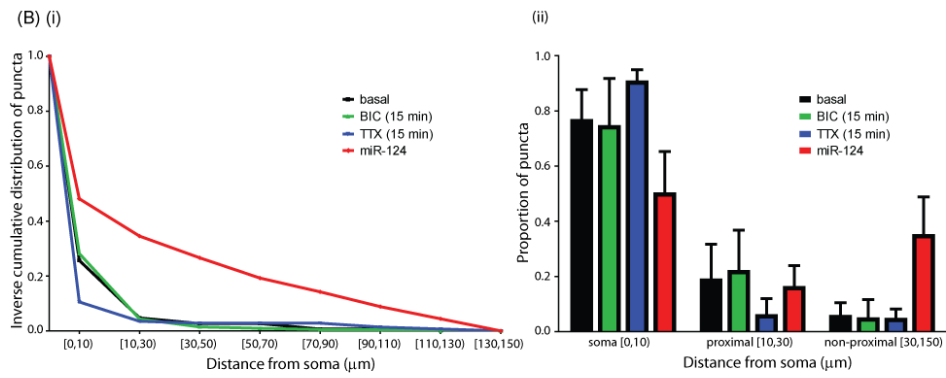 (B) (i)
Inverse cumulative distribution of puncta
1.0
0.8
0.6
0.4
0.2
0.0
basal
BIC (15 min)
TTX (15 min)
miR-124
[0,10) [10,30) [30,50) [50,70) [70,90) [90,110) [110,130) [130,150)
Distance from soma (μm)
(ii)
Proportion of puncta
1.0
0.8
0.6
0.4
0.2
0.0
basal
BIC (15 min)
TTX (15 min)
miR-124
soma [0,10) proximal [10,30) non-proximal [30,150)
Distance from soma (μm)